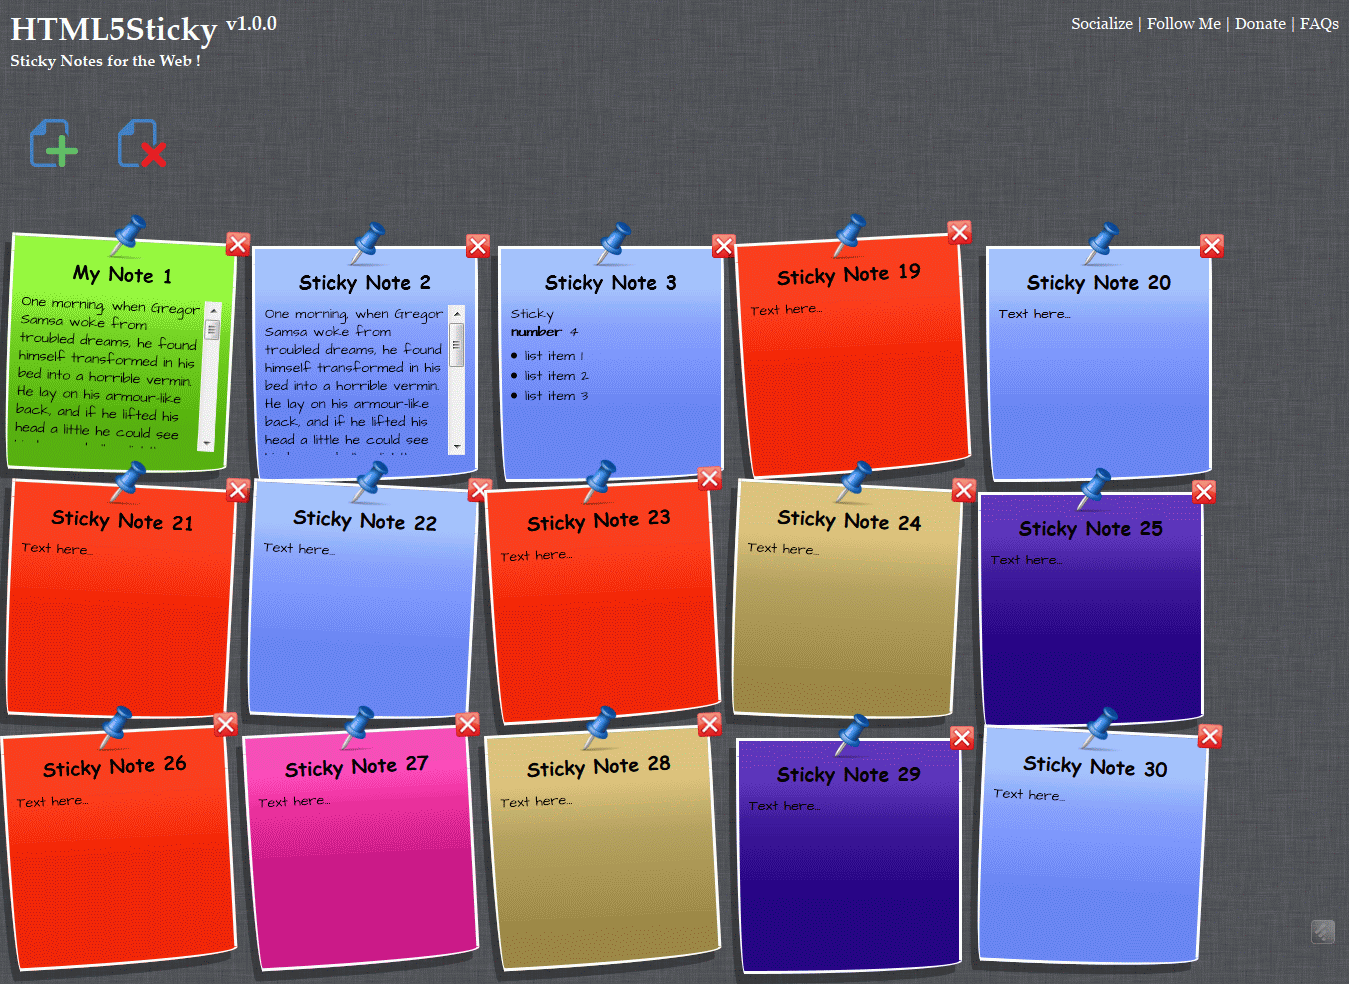 HTML5Sticky v1.0.0
Socialize | Follow Me | Donate | FAQs
Sticky Notes for the Web !
My Note 1
One morning, when Gregor
Samsa woke from
troubled dreams, he found
himself transformed in his
bed into a horrible vermin.
He lay on his armour-like
back, and if he lifted his
head a little he could see
Sticky Note 2
One morning, when Gregor
Samsa woke from
troubled dreams, he found
himself transformed in his
bed into a horrible vermin.
He lay on his armour-like
back, and if he lifted his
head a little he could see
Sticky Note 3
Sticky
number 4
• list item 1
• list item 2
• list item 3
Sticky Note 19
Text here...
Sticky Note 20
Text here...
Sticky Note 21
Text here...
Sticky Note 22
Text here...
Sticky Note 23
Text here...
Sticky Note 24
Text here...
Sticky Note 25
Text here...
Sticky Note 26
Text here...
Sticky Note 27
Text here...
Sticky Note 28
Text here...
Sticky Note 29
Text here...
Sticky Note 30
Text here...